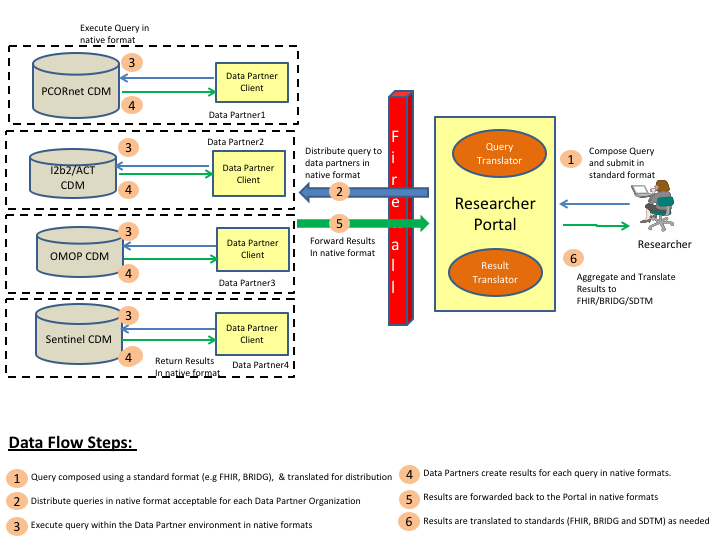 Execute Query in
native format
3
PCORnet CDM
4
Data Partner
Client
Data Partner1
3
I2b2/ACT
CDM
4
Data Partner2
Data Partner
Client
3
OMOP CDM
4
Data Partner
Client
Data Partner3
3
Sentinel CDM
4
Data Partner
Client
Return Results
In native format
Data Partner4
Distribute query to
data partners in
native format
2
5
Forward Results
In native format
F
i
r
e
w
a
l
l
Query
Translator
Researcher
Portal
Result
Translator
1
Compose Query
and submit in
standard format
Researcher
6
Aggregate and Translate
Results to
FHIR/BRIDG/SDTM
Data Flow Steps:
1 Query composed using a standard format (e.g FHIR, BRIDG), & translated for distribution
2 Distribute queries in native format acceptable for each Data Partner Organization
3 Execute query within the Data Partner environment in native formats
4 Data Partners create results for each query in native formats.
5 Results are forwarded back to the Portal in native formats
6 Results are translated to standards (FHIR, BRIDG and SDTM) as needed